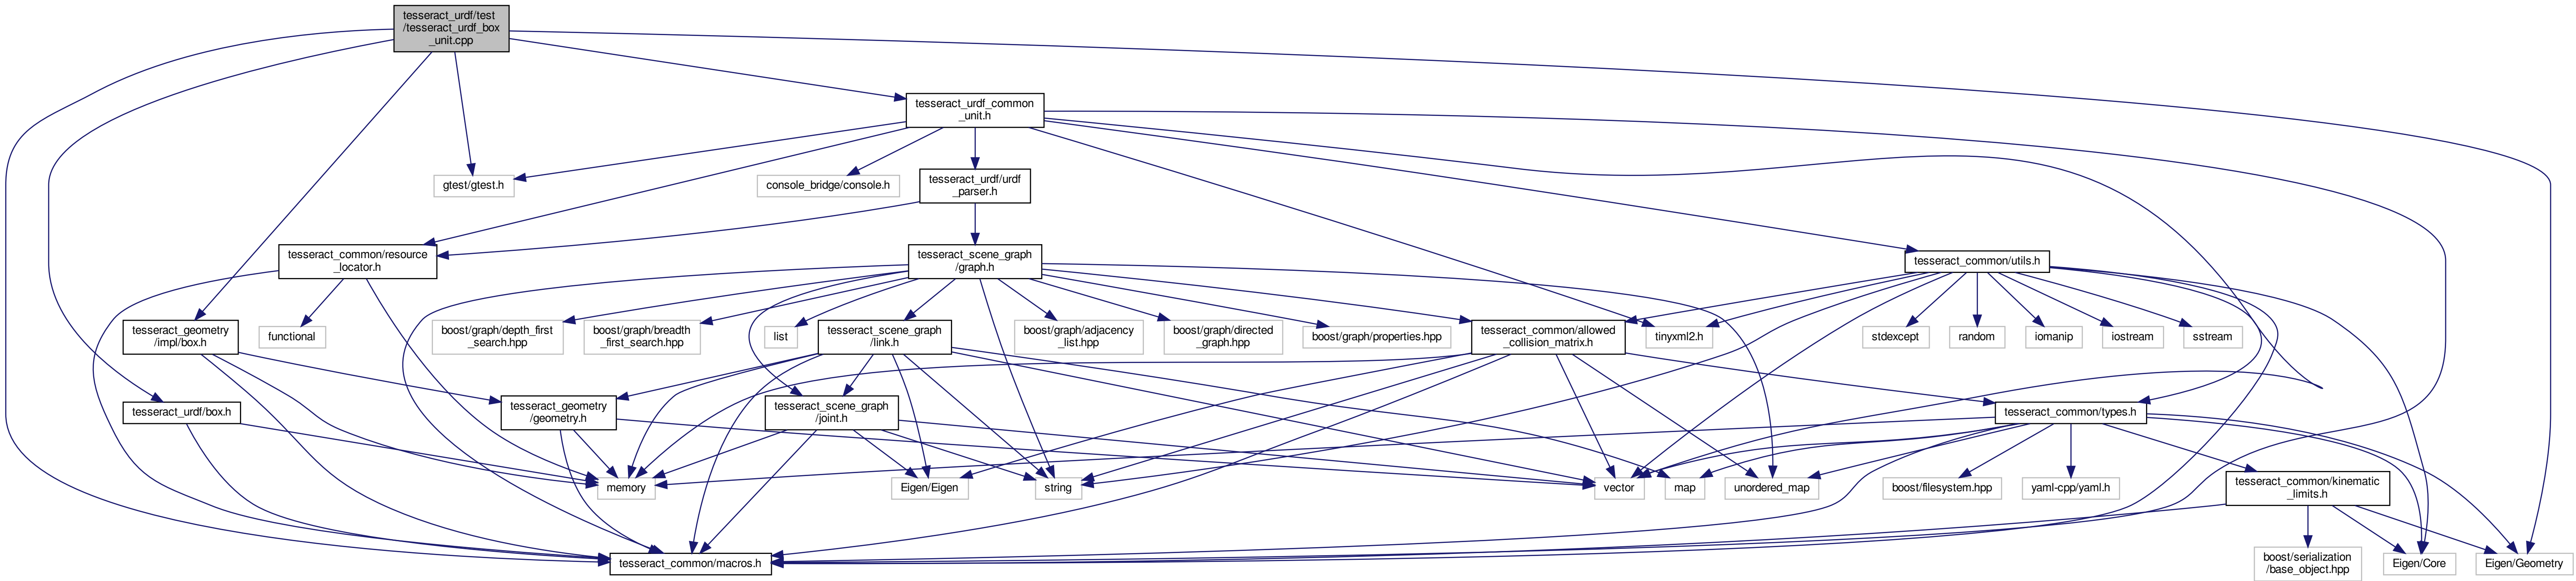 tesseract_urdf/test
/tesseract_urdf_box
_unit.cpp
tesseract_urdf_common
_unit.h
gtest/gtest.h
console_bridge/console.h
tesseract_urdf/urdf
_parser.h
tesseract_common/resource
_locator.h
tesseract_scene_graph
/graph.h
tesseract_common/utils.h
tesseract_geometry
/impl/box.h
functional
boost/graph/depth_first
_search.hpp
boost/graph/breadth
_first_search.hpp
list
tesseract_scene_graph
/link.h
boost/graph/adjacency
_list.hpp
boost/graph/directed
_graph.hpp
boost/graph/properties.hpp
tesseract_common/allowed
_collision_matrix.h
tinyxml2.h
stdexcept
random
iomanip
iostream
sstream
tesseract_urdf/box.h
tesseract_geometry
/geometry.h
tesseract_scene_graph
/joint.h
tesseract_common/types.h
memory
Eigen/Eigen
string
vector
map
unordered_map
boost/filesystem.hpp
yaml-cpp/yaml.h
tesseract_common/kinematic
_limits.h
tesseract_common/macros.h
boost/serialization
/base_object.hpp
Eigen/Core
Eigen/Geometry